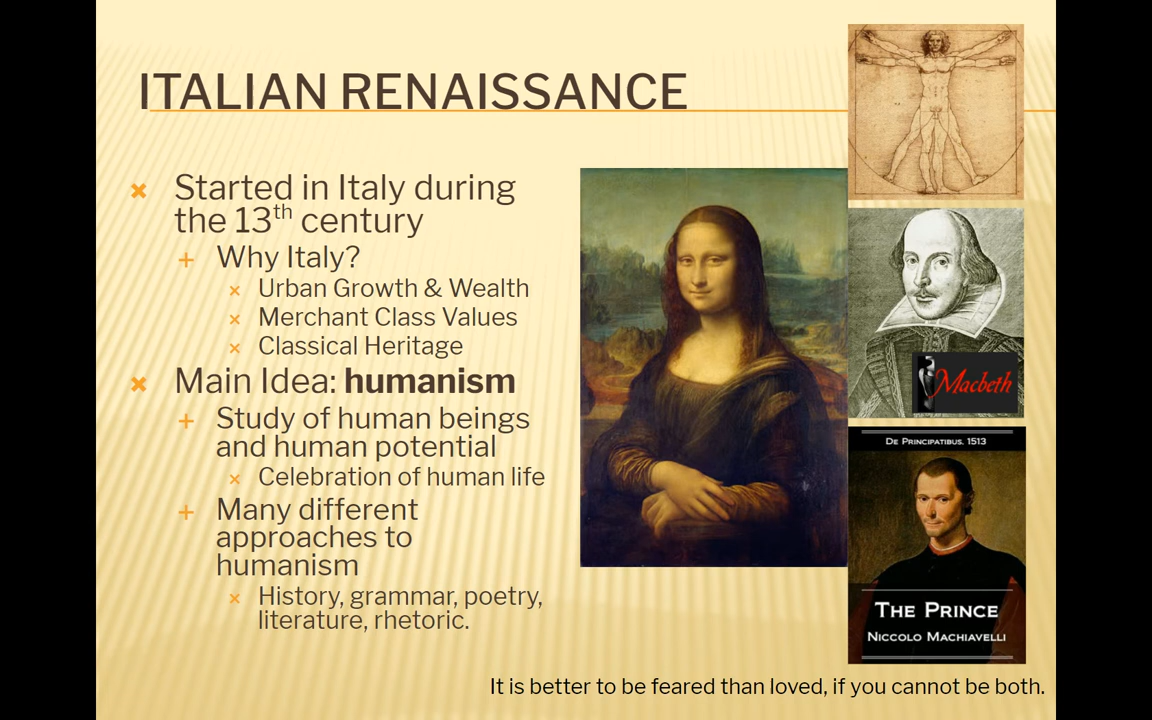 ITALIAN RENAISSANCE
Started in Italy during
the 13th century
Why Italy?
Urban Growth & Wealth
Merchant Class Values
Classical Heritage
Main Idea: humanism
Study of human beings
and human potential
Celebration of human life
Many different
approaches to
humanism
History, grammar, poetry,
literature, rhetoric.
Macbeth
DE PRINCIPATIBUS. 1513
THE PRINCE
NICCOLO MACHIAVELLI
It is better to be feared than loved, if you cannot be both.